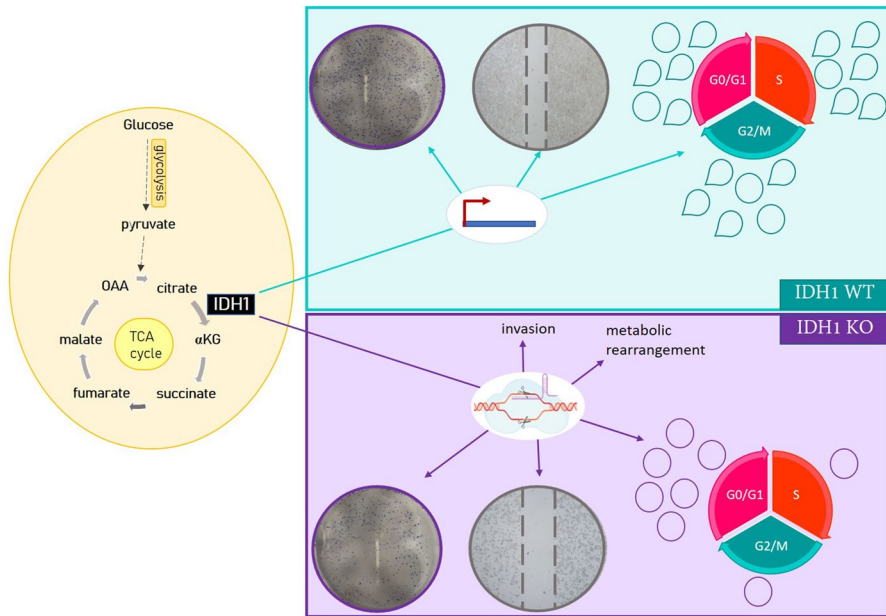 Glucose
glycolysis
pyruvate
OAA
citrate
IDH1
malate
TCA
cycle
αKG
fumarate
succinate
G0/G1
S
G2/M
IDH1 WT
IDH1 KO
invasion
metabolic
rearrangement
G0/G1
S
G2/M